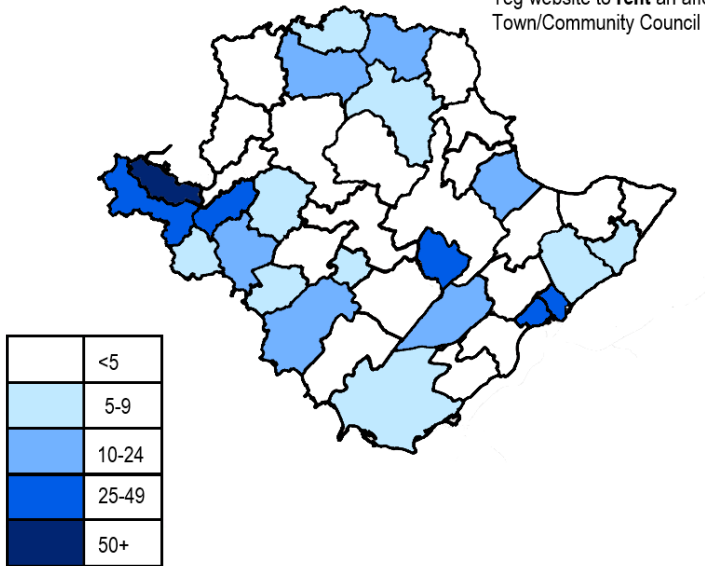 Teg website to rent an
Town/Community Council
<5
5-9
10-24
25-49
50+